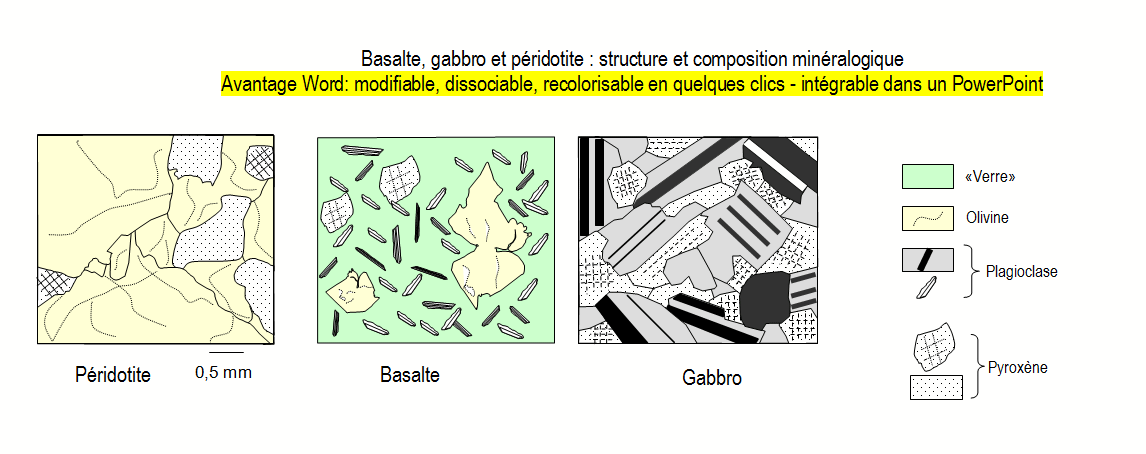 Basalte, gabbro et péridotite : structure et composition minéralogique
Avantage Word: modifiable, dissociable, recolorisable en quelques clics - intégrable dans un PowerPoint
«Verre»
Olivine
Plagioclase
Pyroxène
Péridotite
0,5 mm
Basalte
Gabbro